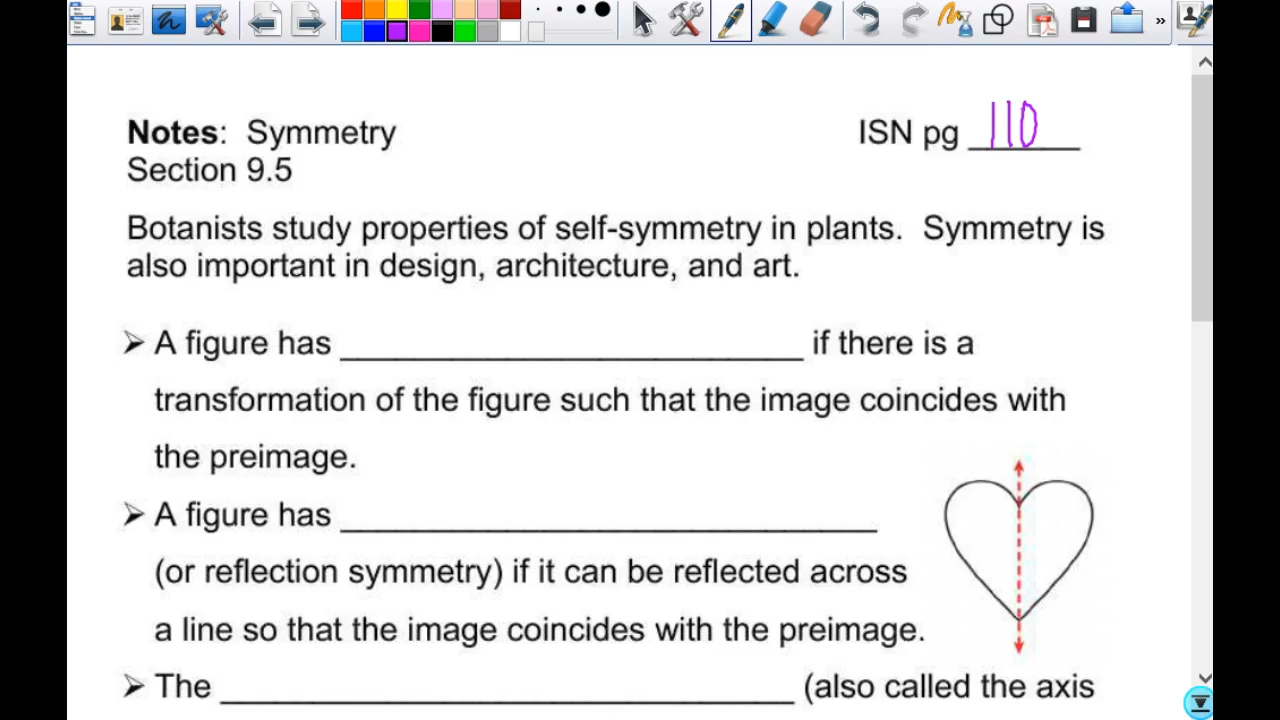 Notes: Symmetry ISN pg 110
Section 9.5
Botanists study properties of self-symmetry in plants. Symmetry is
also important in design, architecture, and art.
➢ A figure has _________________________ if there is a
transformation of the figure such that the image coincides with
the preimage.
➢ A figure has _____________________________
(or reflection symmetry) if it can be reflected across
a line so that the image coincides with the preimage.
➢ The _______________________________ (also called the axis